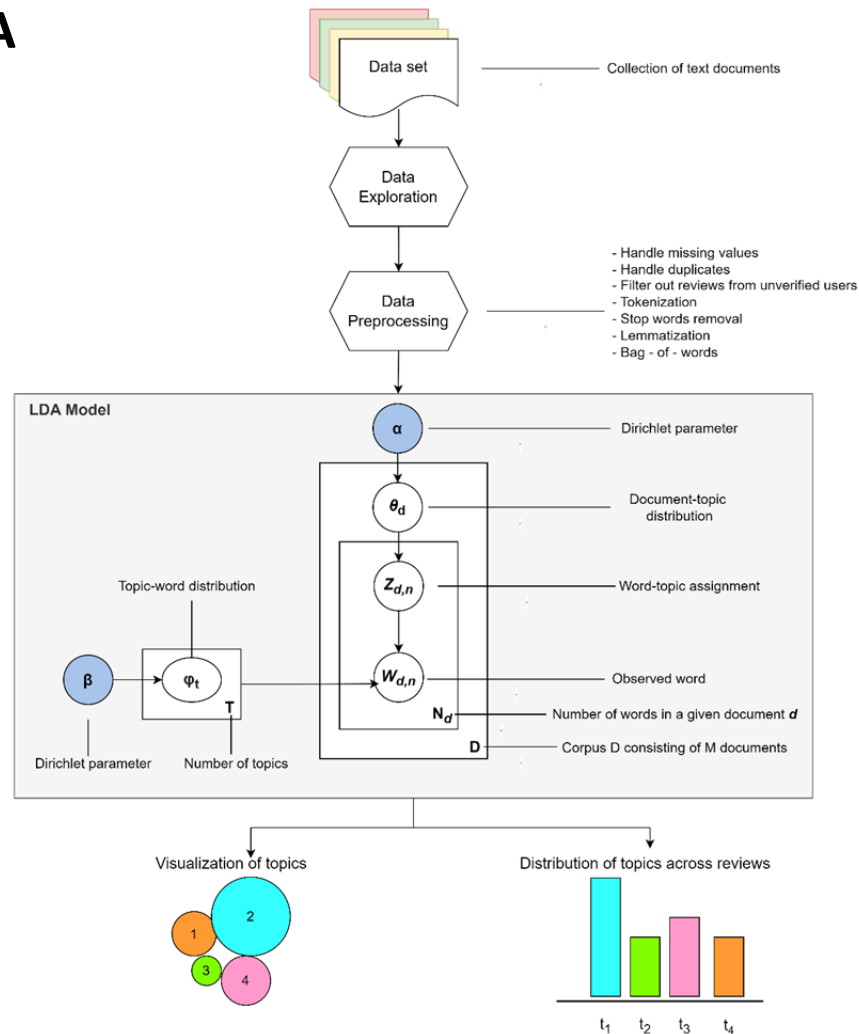 A
Data set
Collection of text documents
Data
Exploration
Data
Preprocessing
- Handle missing values
- Handle duplicates
- Filter out reviews from unverified users
- Tokenization
- Stop words removal
- Lemmatization
- Bag - of - words
LDA Model
α
Dirichlet parameter
θd
Document-topic
distribution
Zd,n
Word-topic assignment
Topic-word distribution
β
φt
T
Wd,n
Observed word
Nd
Number of words in a given document d
D
Corpus D consisting of M documents
Dirichlet parameter
Number of topics
Visualization of topics
1
2
3
4
Distribution of topics across reviews
t1
t2
t3
t4